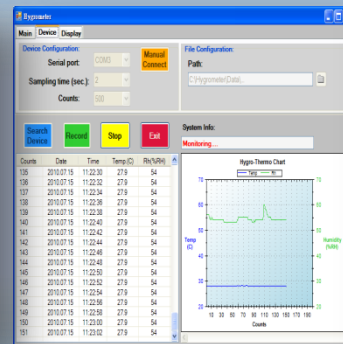 Hygrometer
Main Device Display
Device Configuration:
Serial port: COM3
Manual Connect
Sampling time (sec.): 2
Counts: 500
File Configuration:
Path:
C:\Hygrometer\Data\..
Search Device
Record
Stop
Exit
System Info:
Monitoring...
Counts Date Time Temp.(C) Rh(%RH)
135 2010.07.15 11:22:30 27.9 54
136 2010.07.15 11:22:32 27.9 54
137 2010.07.15 11:22:34 27.9 54
138 2010.07.15 11:22:36 27.9 54
139 2010.07.15 11:22:38 27.9 54
140 2010.07.15 11:22:40 27.9 54
141 2010.07.15 11:22:42 27.9 54
142 2010.07.15 11:22:44 27.9 54
143 2010.07.15 11:22:46 27.9 54
144 2010.07.15 11:22:48 27.9 54
145 2010.07.15 11:22:50 27.9 54
146 2010.07.15 11:22:52 27.9 54
147 2010.07.15 11:22:54 27.9 54
148 2010.07.15 11:22:56 27.9 54
149 2010.07.15 11:22:58 27.9 54
150 2010.07.15 11:23:00 27.9 54
151 2010.07.15 11:23:02 27.9 54
Hygro-Thermo Chart
Temp Rh
70 70
60 60
50 50
Temp (C)
Humidity (%RH)
40 40
30 30
20 20
10 30 50 70 90 110 130 150 170 190
Counts